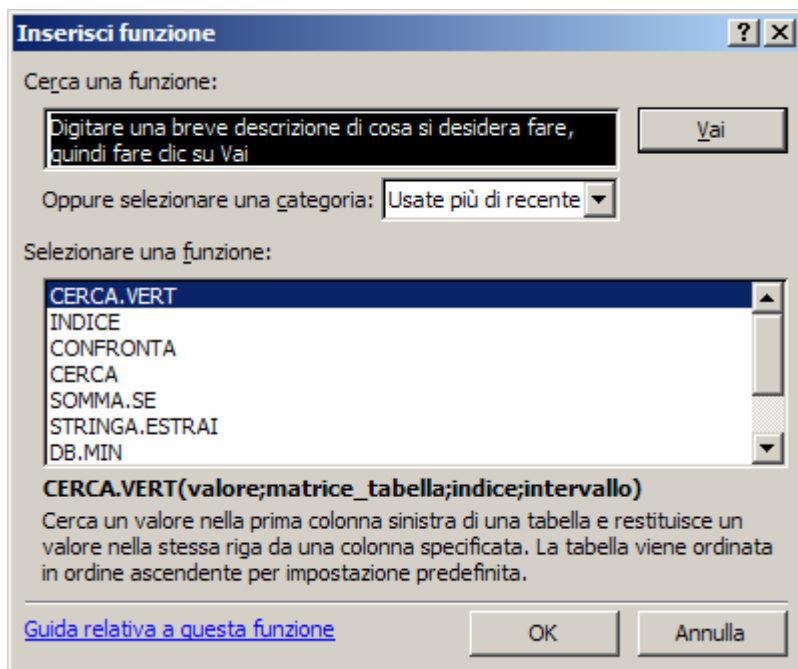 Inserisci funzione
Cerca una funzione:
Digitare una breve descrizione di cosa si desidera fare,
quindi fare clic su Vai
Vai
Oppure selezionare una categoria: Usate più di recente
Selezionare una funzione:
CERCA.VERT
INDICE
CONFRONTA
CERCA
SOMMA.SE
STRINGA.ESTRAI
DB.MIN
CERCA.VERT(valore;matrice_tabella;indice;intervallo)
Cerca un valore nella prima colonna sinistra di una tabella e restituisce un
valore nella stessa riga da una colonna specificata. La tabella viene ordinata
in ordine ascendente per impostazione predefinita.
Guida relativa a questa funzione
OK
Annulla